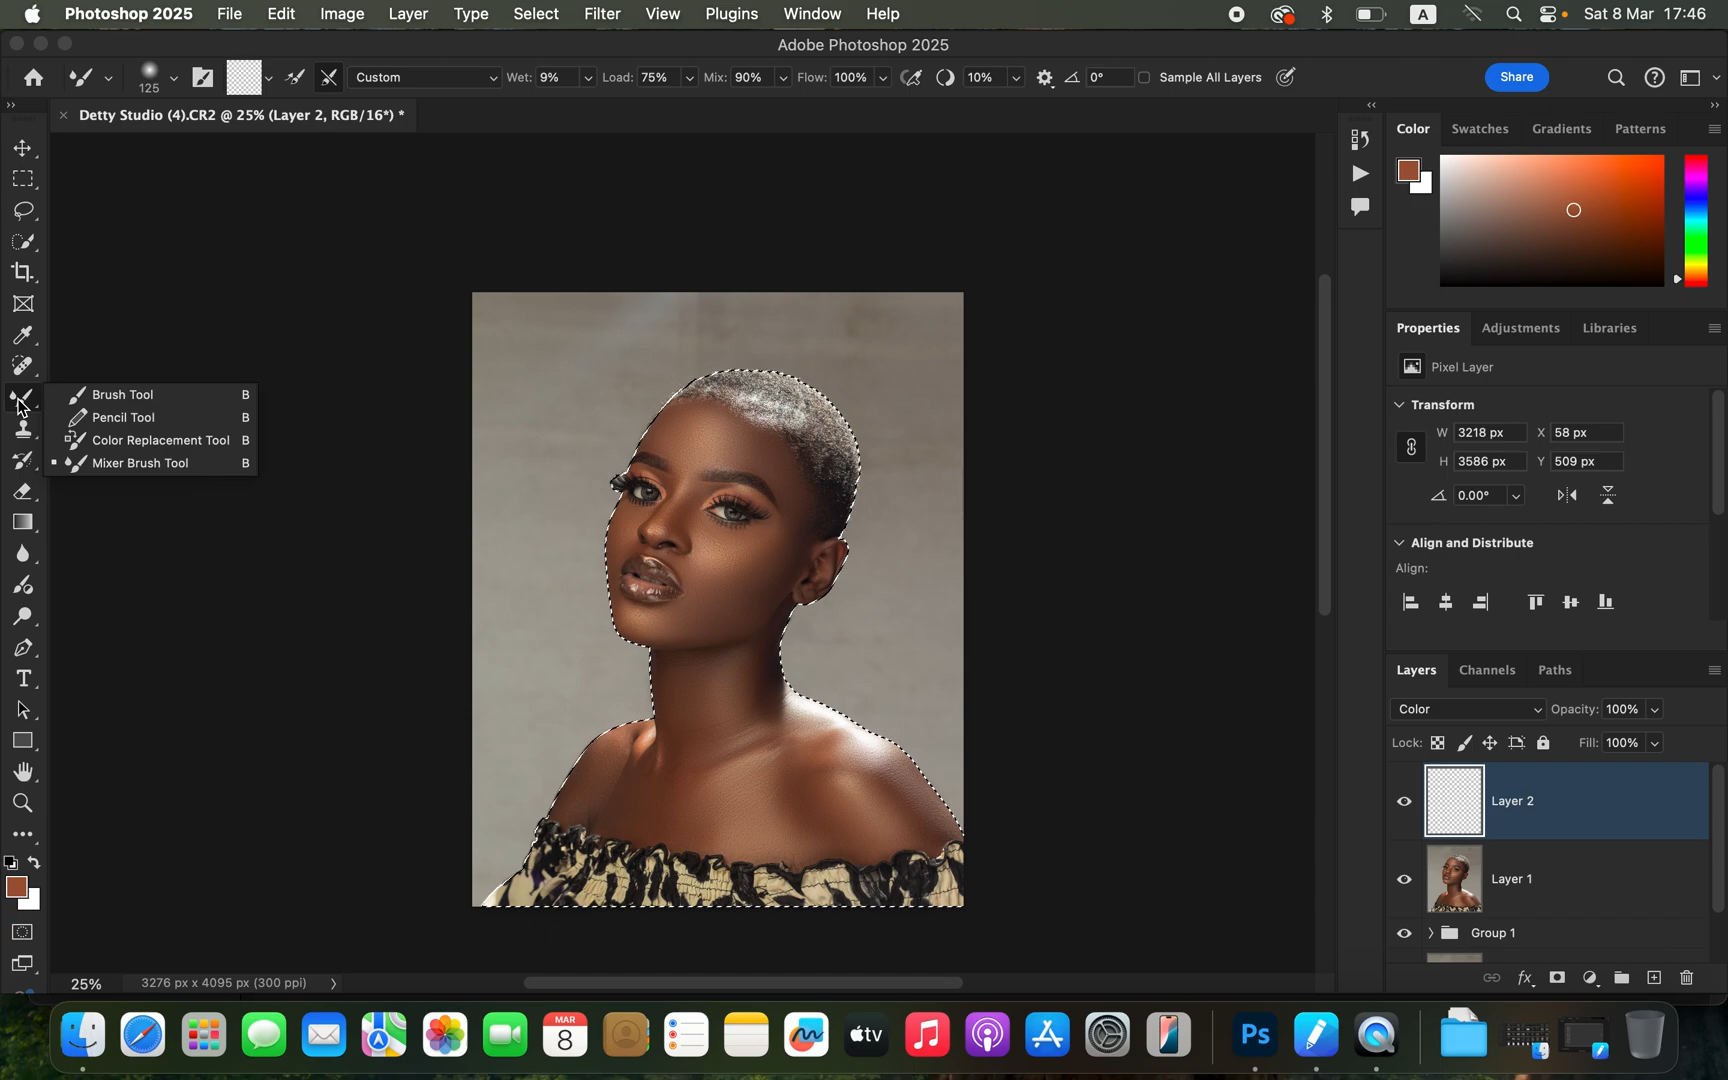 Photoshop 2025 File Edit Image Layer Type Select Filter View Plugins Window Help A Sat 8 Mar 17:46
Adobe Photoshop 2025
125 Custom Wet: 9% Load: 75% Mix: 90% Flow: 100% 10% 0° Sample All Layers Share
Detty Studio (4).CR2 @ 25% (Layer 2, RGB/16*) *
Color Swatches Gradients Patterns
Properties Adjustments Libraries
Pixel Layer
Brush Tool B
Pencil Tool B
Color Replacement Tool B
Mixer Brush Tool B
Transform
W 3218 px X 58 px
H 3586 px Y 509 px
0.00°
Align and Distribute
Align:
Layers Channels Paths
Color Opacity: 100%
Lock: Fill: 100%
Layer 2
Layer 1
Group 1
25% 3276 px x 4095 px (300 ppi)
MAR
8
tv
Ps